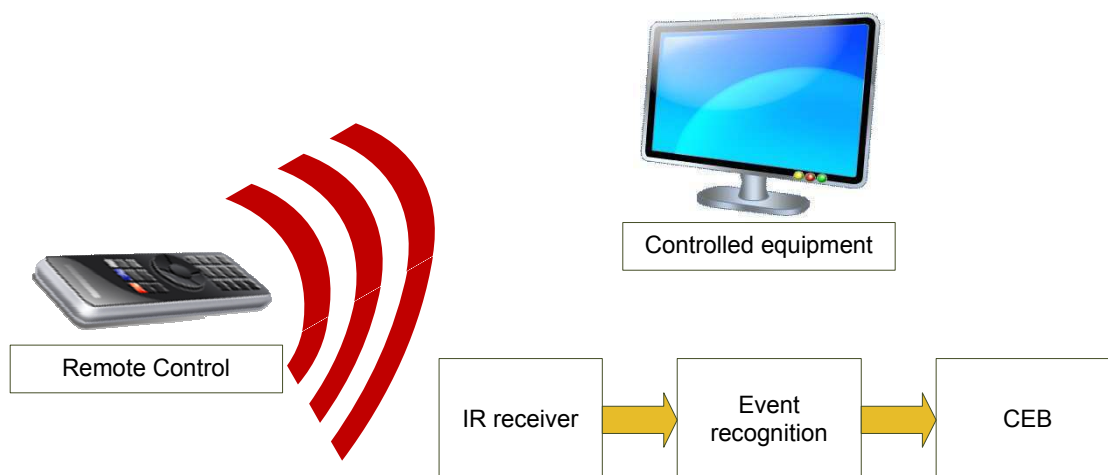 Controlled equipment
Remote Control
IR receiver
Event
recognition
CEB